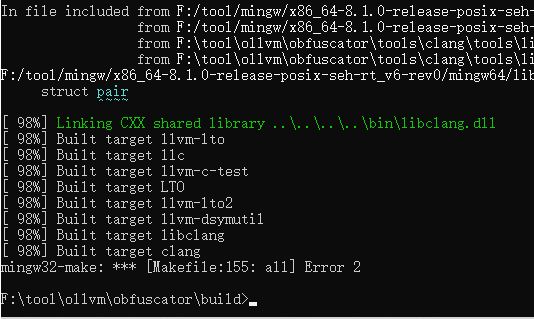 In file included from F:/tool/mingw/x86_64-8.1.0-release-posix-seh-
from F:/tool/mingw/x86_64-8.1.0-release-posix-seh-
from F:\tool\ollvm\obfuscator\tools\clang\tools\li
from F:\tool\ollvm\obfuscator\tools\clang\tools\li
F:/tool/mingw/x86_64-8.1.0-release-posix-seh-rt_v6-rev0/mingw64/lib
struct pair
~~~~
[ 98%] Linking CXX shared library ..\..\..\..\bin\libclang.dll
[ 98%] Built target llvm-lto
[ 98%] Built target llc
[ 98%] Built target llvm-c-test
[ 98%] Built target LTO
[ 98%] Built target llvm-lto2
[ 98%] Built target llvm-dsymutil
[ 98%] Built target libclang
[ 98%] Built target clang
mingw32-make: *** [Makefile:155: all] Error 2
F:\tool\ollvm\obfuscator\build>